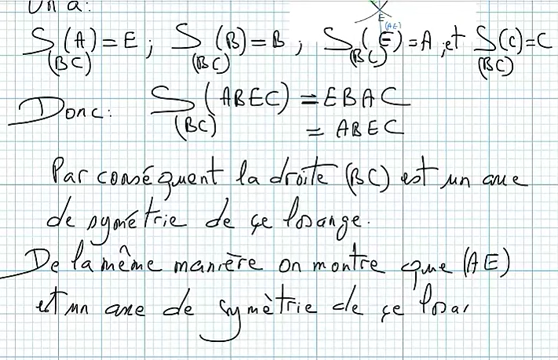 On a:
E (AE)
S(BC)(A) = E ; S(BC)(B) = B ; S(BC)(E) = A , et S(BC)(C) = C
Donc: S(BC)(ABEC) = EBAC
= ABEC
Par conséquent la droite (BC) est un axe
de symétrie de ce losange.
De la même manière on montre que (AE)
est un axe de symètrie de ce losa